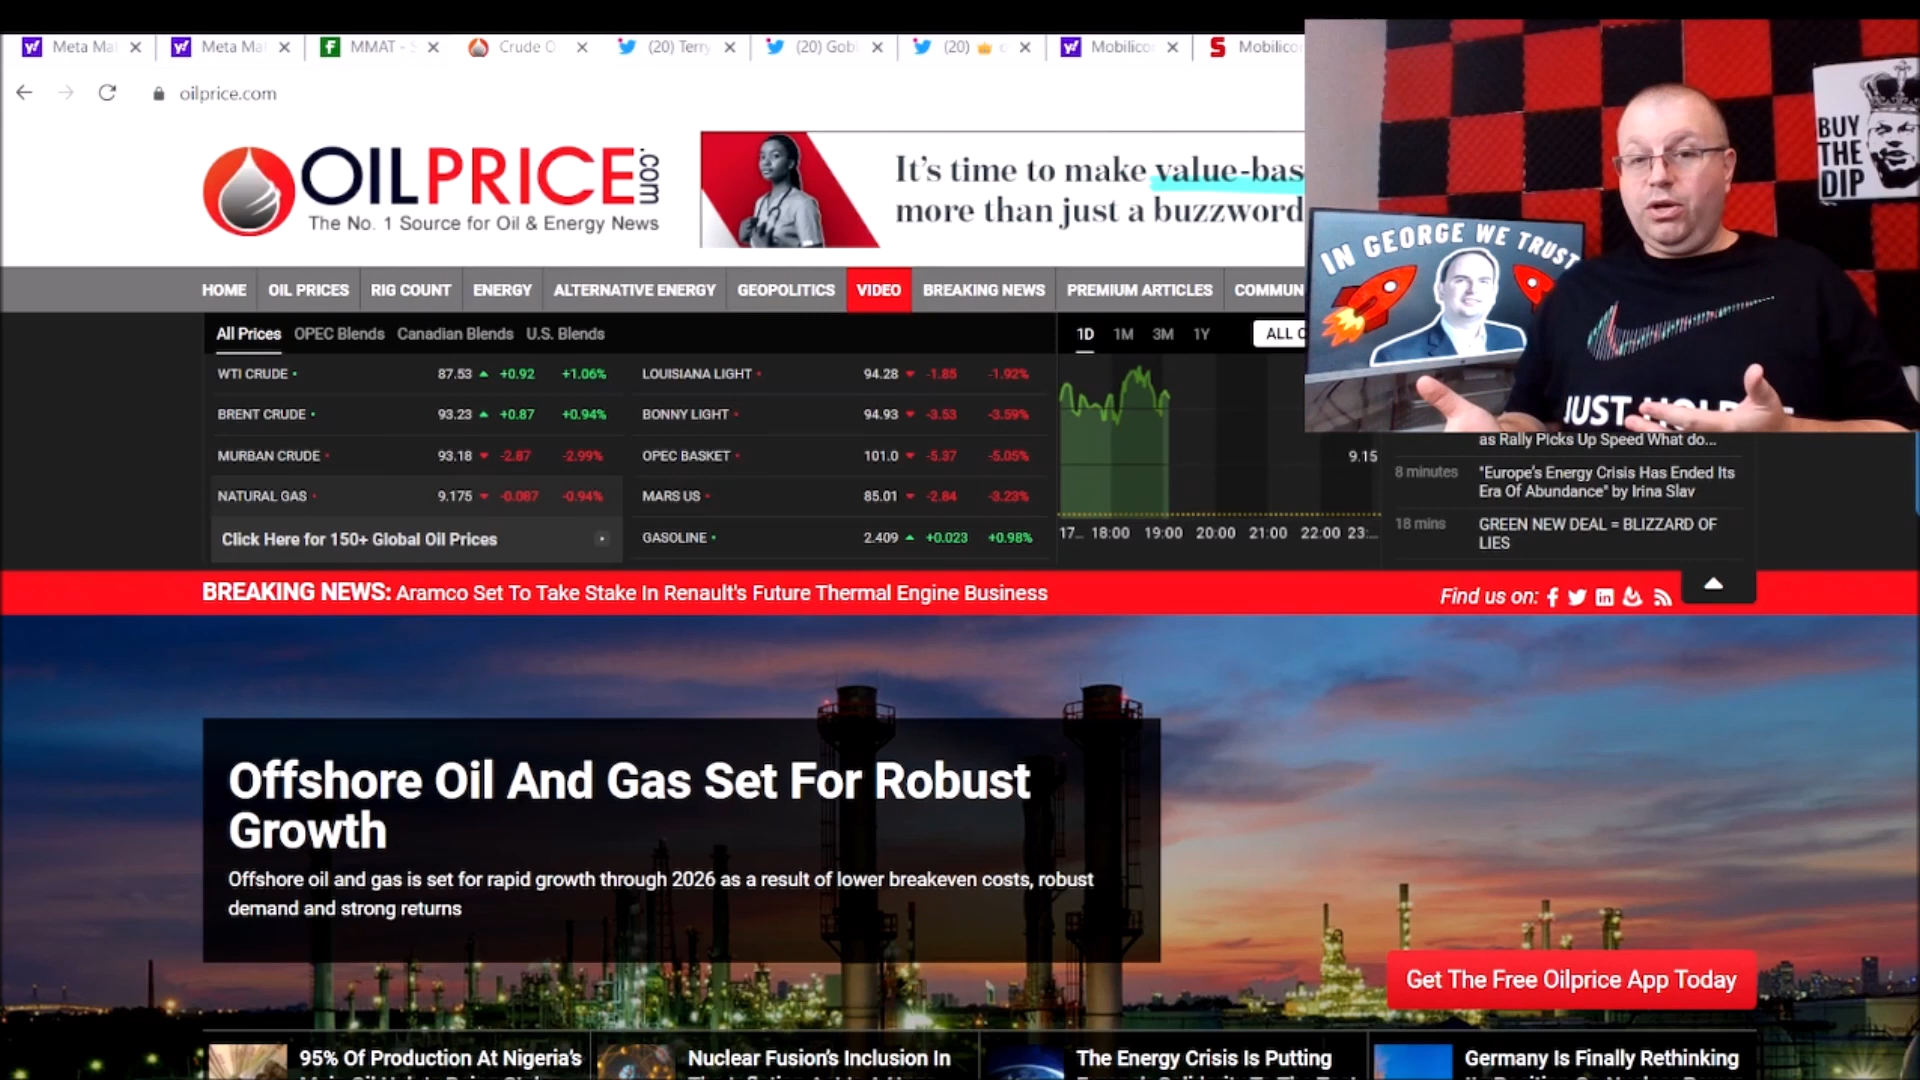 Meta Ma
Meta Mat
MMAT -
Crude O
(20) Terry
(20) Gobl
(20)
Mobilico
Mobilico
oilprice.com
OILPRICE.com
The No. 1 Source for Oil & Energy News
It's time to make value-bas
more than just a buzzword
BUY
THE
DIP
IN GEORGE WE TRUST
JUST HOLD
HOME
OIL PRICES
RIG COUNT
ENERGY
ALTERNATIVE ENERGY
GEOPOLITICS
VIDEO
BREAKING NEWS
PREMIUM ARTICLES
COMMUN
All Prices OPEC Blends Canadian Blends U.S. Blends
WTI CRUDE 87.53 +0.92 +1.06%
BRENT CRUDE 93.23 +0.87 +0.94%
MURBAN CRUDE 93.18 -2.87 -2.99%
NATURAL GAS 9.175 -0.087 -0.94%
Click Here for 150+ Global Oil Prices
LOUISIANA LIGHT 94.28 -1.85 -1.92%
BONNY LIGHT 94.93 -3.53 -3.59%
OPEC BASKET 101.0 -5.37 -5.05%
MARS US 85.01 -2.84 -3.23%
GASOLINE 2.409 +0.023 +0.98%
1D 1M 3M 1Y
ALL C
9.15
17... 18:00 19:00 20:00 21:00 22:00 23:...
as Rally Picks Up Speed What do...
8 minutes "Europe's Energy Crisis Has Ended Its
Era Of Abundance" by Irina Slav
18 mins GREEN NEW DEAL = BLIZZARD OF
LIES
BREAKING NEWS: Aramco Set To Take Stake In Renault's Future Thermal Engine Business
Find us on:
Offshore Oil And Gas Set For Robust
Growth
Offshore oil and gas is set for rapid growth through 2026 as a result of lower breakeven costs, robust
demand and strong returns
Get The Free Oilprice App Today
95% Of Production At Nigeria's
Nuclear Fusion's Inclusion In
The Energy Crisis Is Putting
Germany Is Finally Rethinking